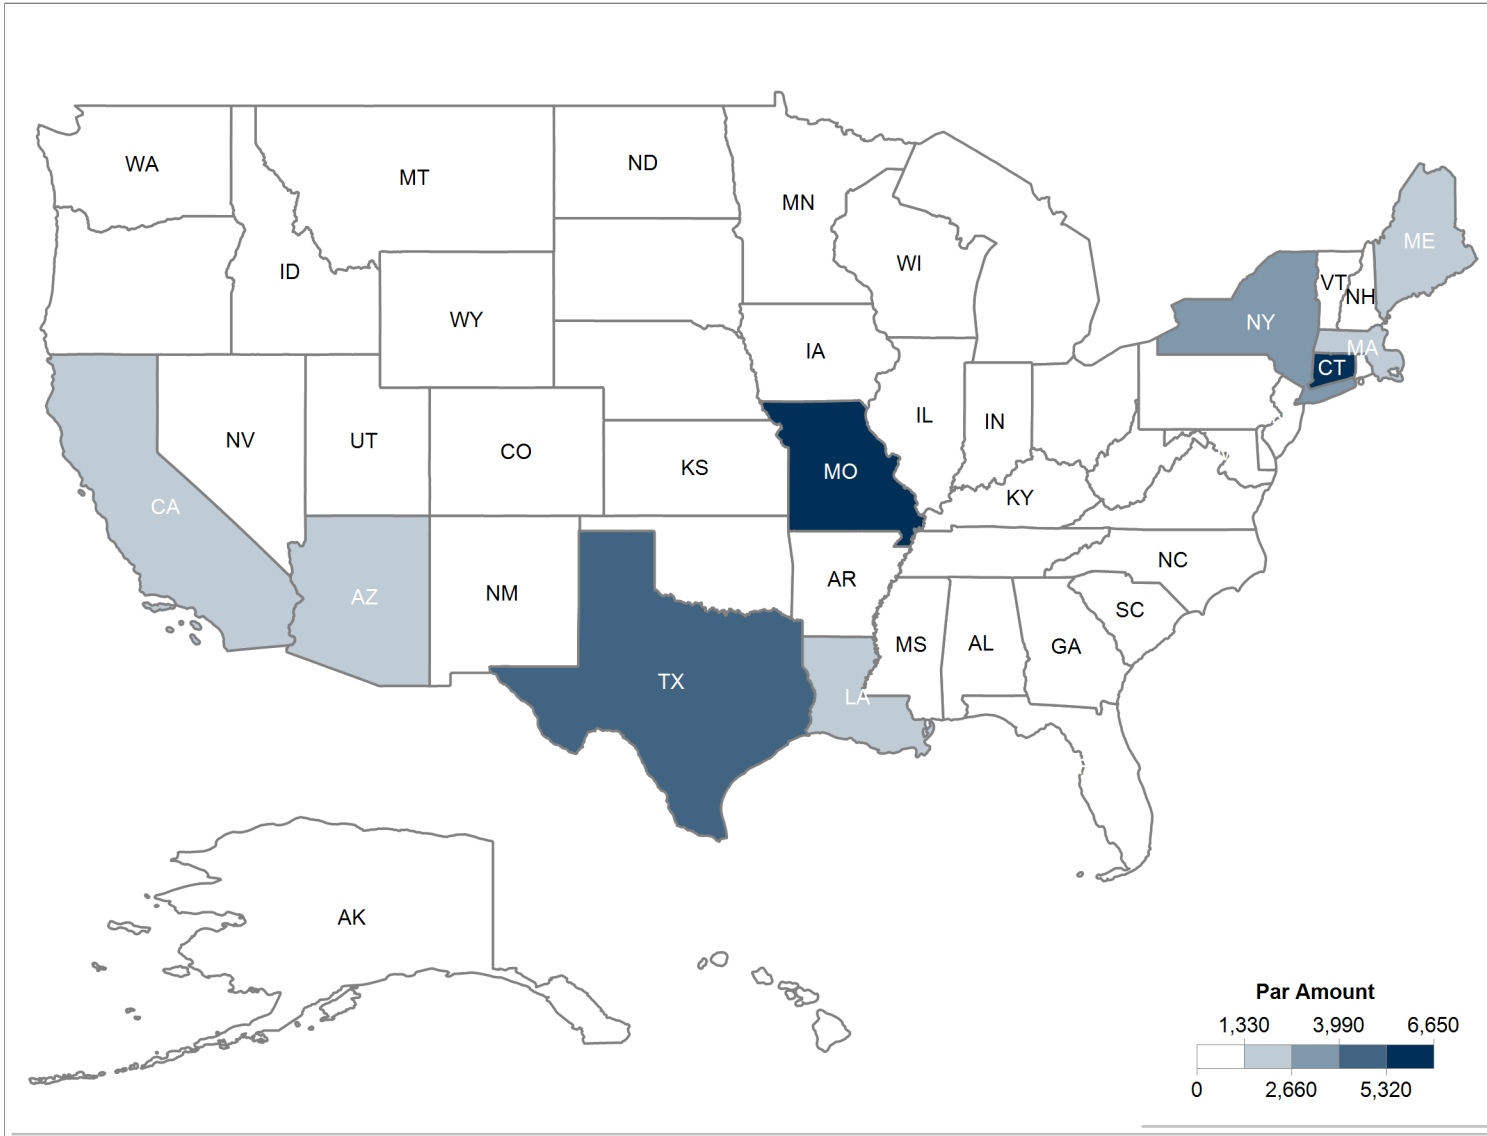 WA
MT
ND
MN
ME
ID
WI
VT
NH
WY
NY
IA
MA
CT
NV
UT
CO
IL
IN
KS
MO
KY
CA
AZ
NM
AR
NC
SC
MS
AL
GA
TX
LA
AK
Par Amount
1,330 3,990 6,650
0 2,660 5,320